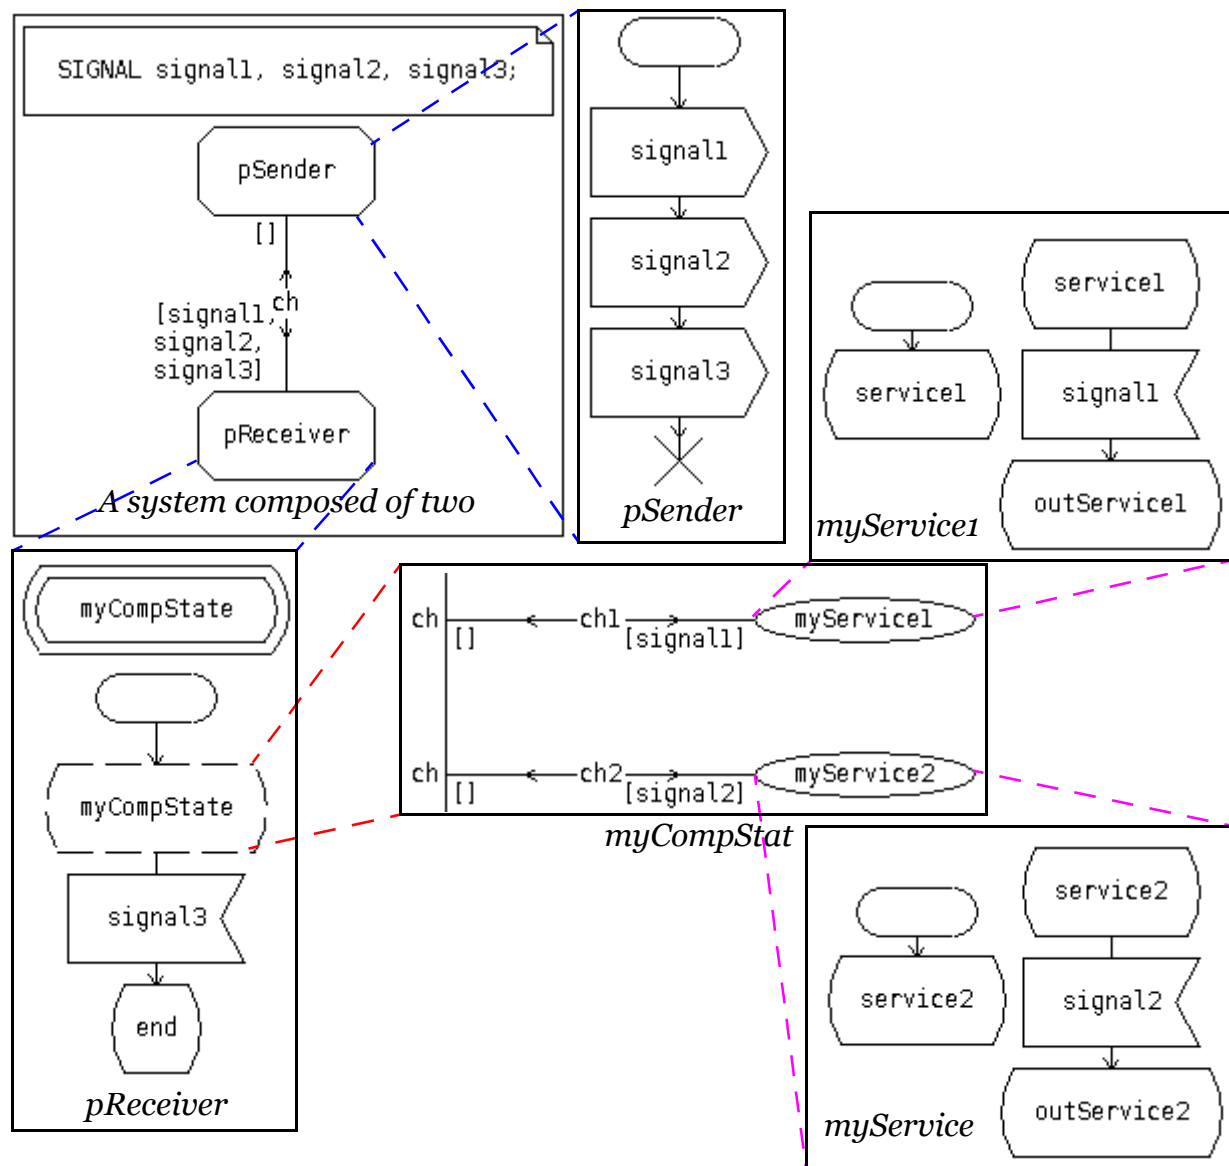 SIGNAL signal1, signal2, signal3;
pSender
[]
ch
[signal1,
signal2,
signal3]
pReceiver
A system composed of two
signal1
signal2
signal3
pSender
service1
service1
signal1
outService1
myService1
myCompState
myCompState
signal3
end
pReceiver
ch
[]
ch1
[signal1]
myService1
ch
[]
ch2
[signal2]
myService2
myCompStat
service2
service2
signal2
outService2
myService